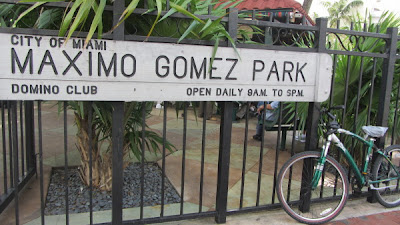 CITY OF MIAMI
MAXIMO GOMEZ PARK
DOMINO CLUB OPEN DAILY 9A.M. TO 6P.M.